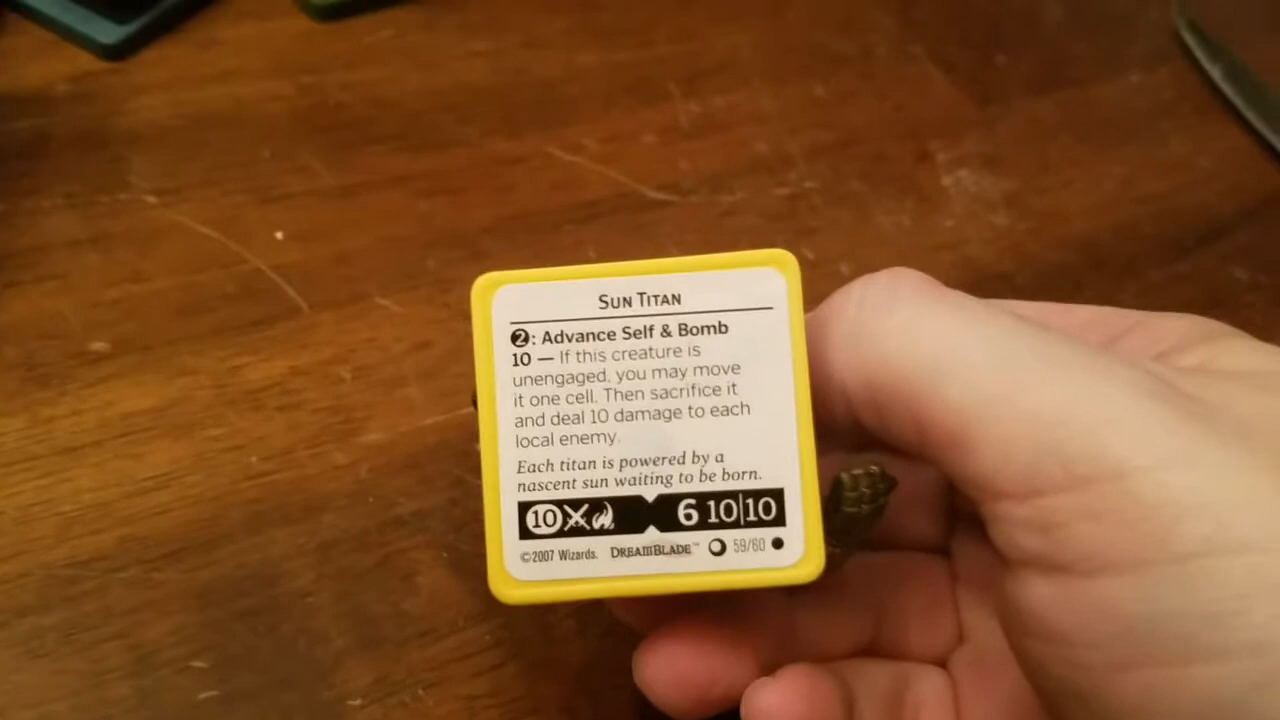 SUN TITAN
2: Advance Self & Bomb
10 — If this creature is
unengaged, you may move
it one cell. Then sacrifice it
and deal 10 damage to each
local enemy.
Each titan is powered by a
nascent sun waiting to be born.
10 6 10|10
©2007 Wizards. DREAMBLADE™ 59/60